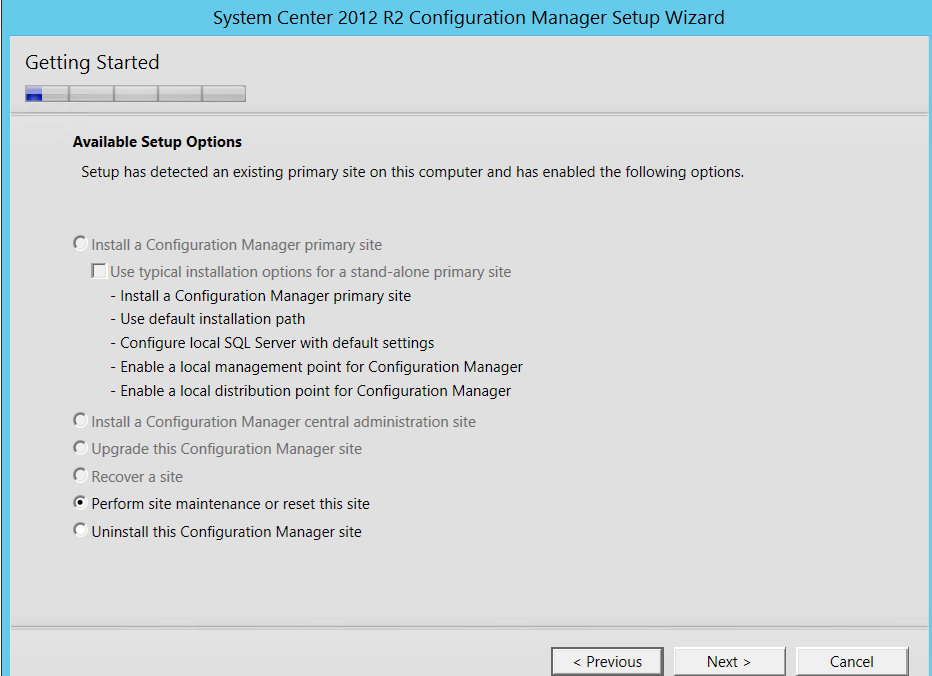 System Center 2012 R2 Configuration Manager Setup Wizard
Getting Started
Available Setup Options
Setup has detected an existing primary site on this computer and has enabled the following options.
Install a Configuration Manager primary site
Use typical installation options for a stand-alone primary site
- Install a Configuration Manager primary site
- Use default installation path
- Configure local SQL Server with default settings
- Enable a local management point for Configuration Manager
- Enable a local distribution point for Configuration Manager
Install a Configuration Manager central administration site
Upgrade this Configuration Manager site
Recover a site
Perform site maintenance or reset this site
Uninstall this Configuration Manager site
< Previous Next > Cancel